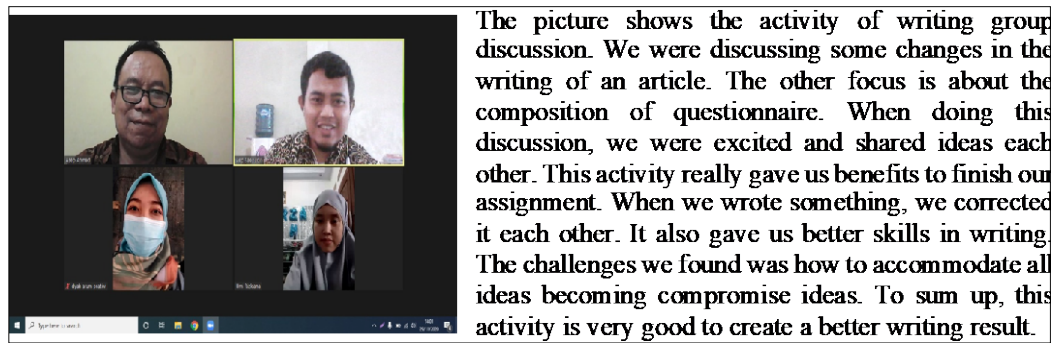 The picture shows the activity of writing group
discussion. We were discussing some changes in the
writing of an article. The other focus is about the
composition of questionnaire. When doing this
discussion, we were excited and shared ideas each
other. This activity really gave us benefits to finish our
assignment. When we wrote something, we corrected
it each other. It also gave us better skills in writing.
The challenges we found was how to accommodate all
ideas becoming compromise ideas. To sum up, this
activity is very good to create a better writing result.